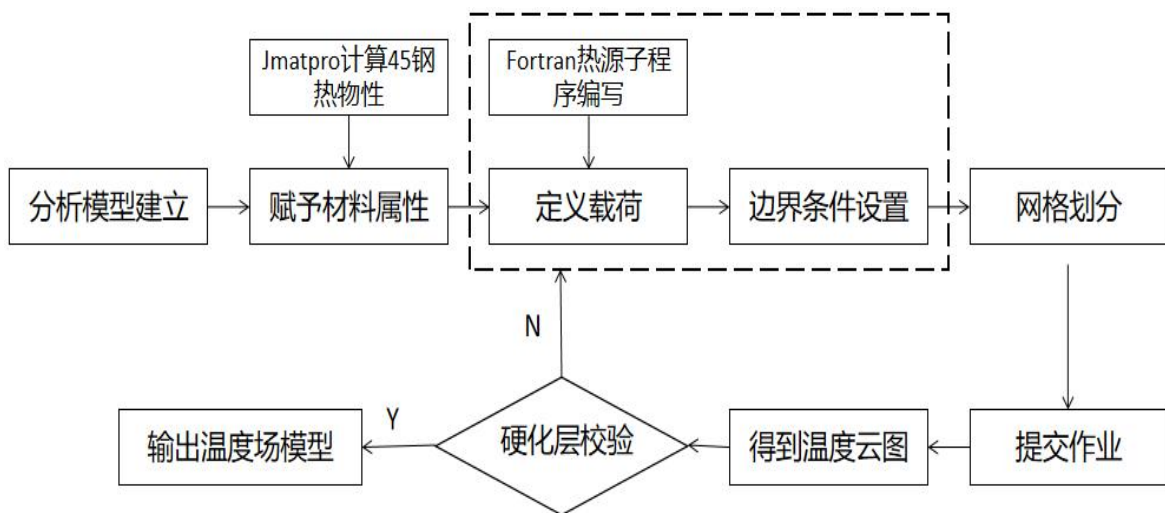 Jmatpro计算45钢
热物性
Fortran热源子程
序编写
分析模型建立
赋予材料属性
定义载荷
边界条件设置
网格划分
N
Y
输出温度场模型
硬化层校验
得到温度云图
提交作业